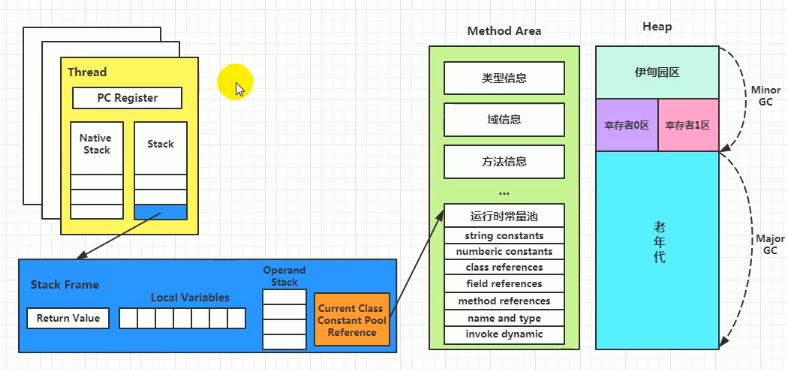 Thread
PC Register
Native
Stack
Stack
Stack Frame
Return Value
Local Variables
Operand
Stack
Current Class
Constant Pool
Reference
Method Area
类型信息
域信息
方法信息
...
运行时常量池
string constants
numberic constants
class references
field references
method references
name and type
invoke dynamic
Heap
伊甸园区
幸存者0区
幸存者1区
老
年
代
Minor
GC
Major
GC